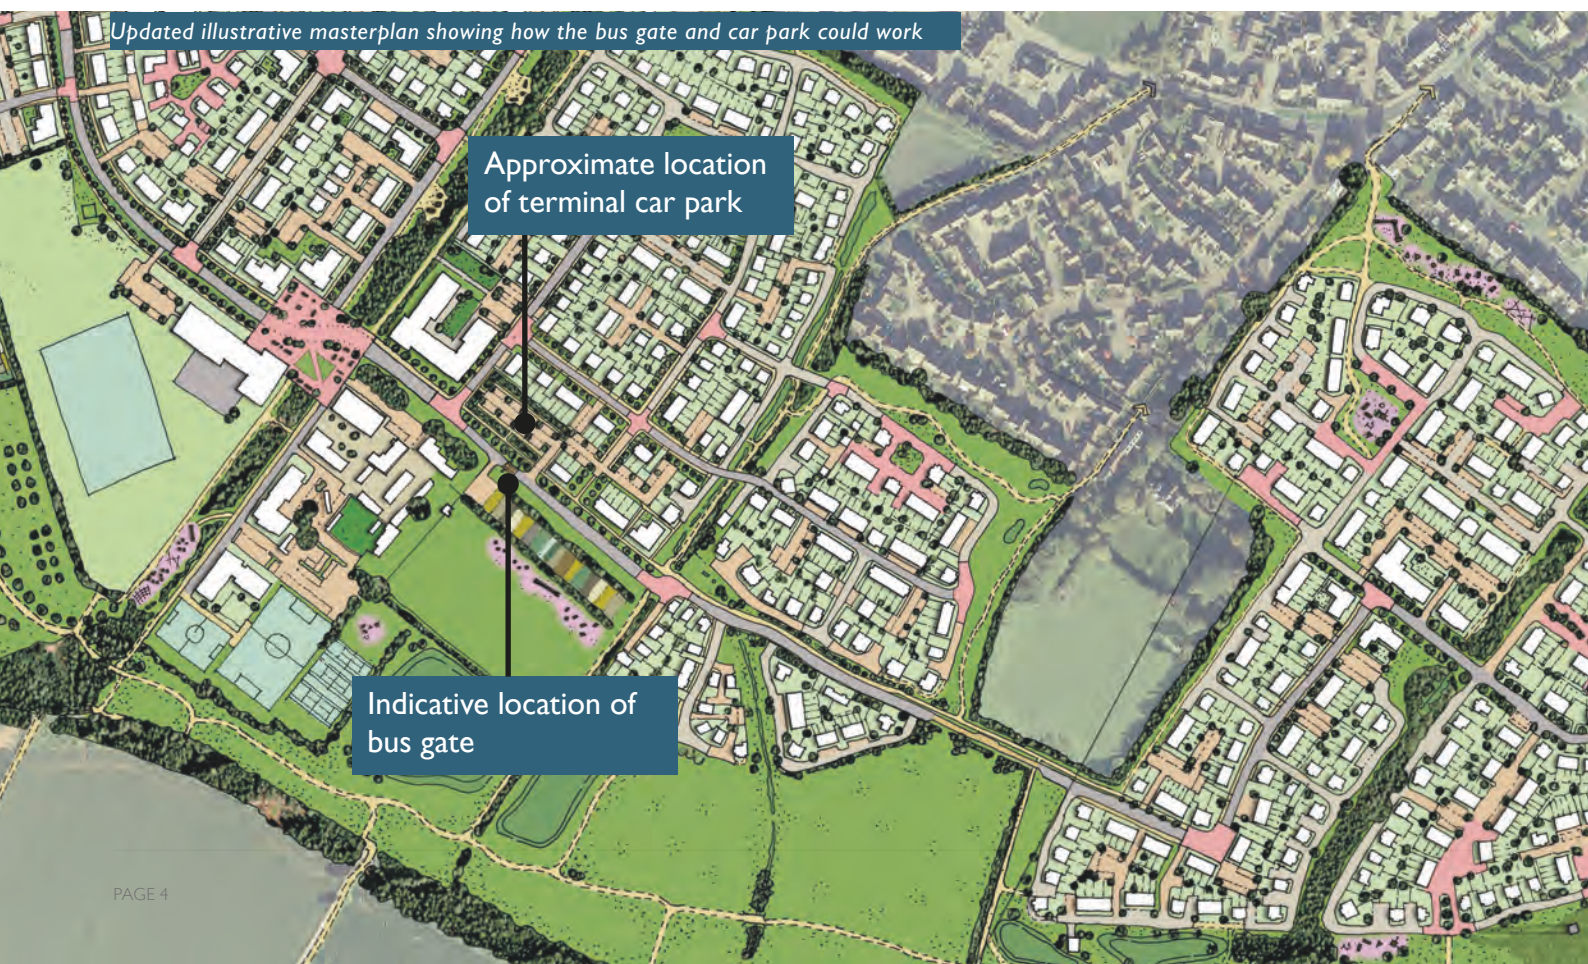 Updated illustrative masterplan showing how the bus gate and car park could work
Approximate location
of terminal car park
Indicative location of
bus gate
PAGE 4